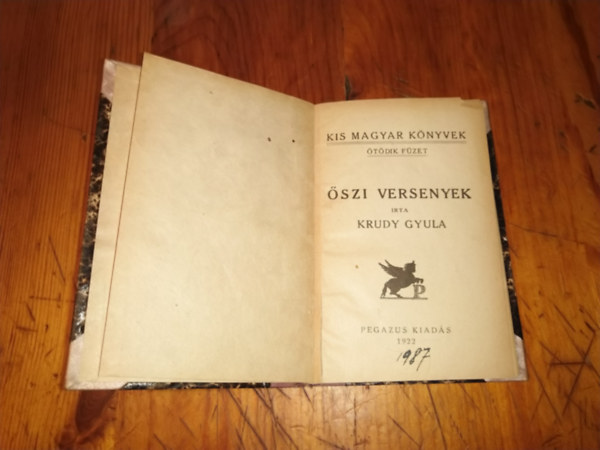 KIS MAGYAR KÖNYVEK
ÖTÖDIK FÜZET
ŐSZI VERSENYEK
IRTA
KRUDY GYULA
P
PEGAZUS KIADÁS
1922
1987